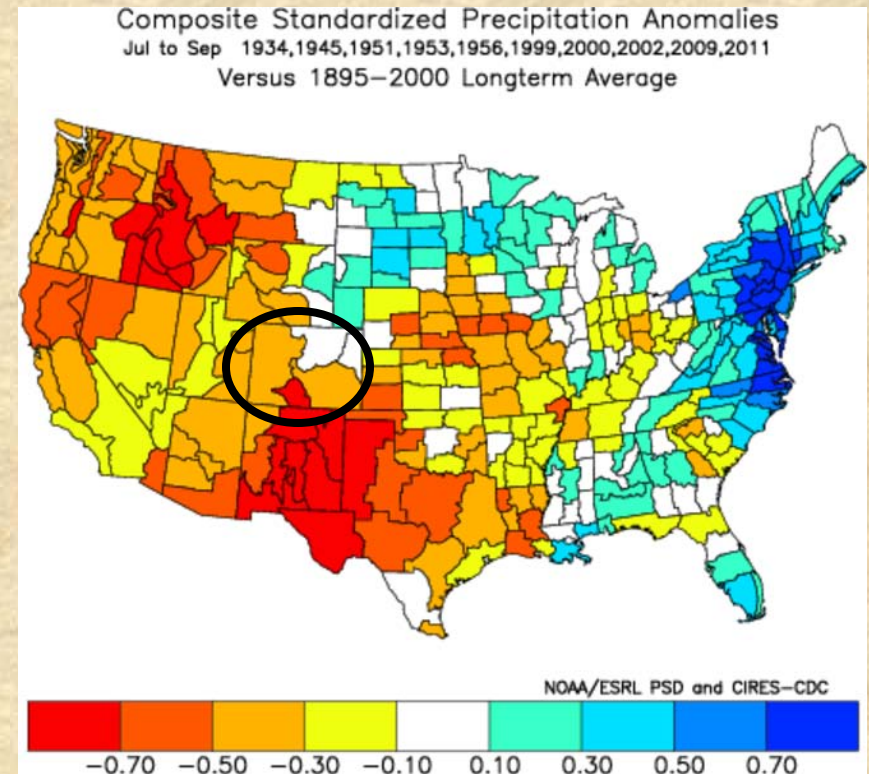 Composite Standardized Precipitation Anomalies
Jul to Sep 1934,1945,1951,1953,1956,1999,2000,2002,2009,2011
Versus 1895–2000 Longterm Average
NOAA/ESRL PSD and CIRES–CDC
−0.70 −0.50 −0.30 −0.10 0.10 0.30 0.50 0.70